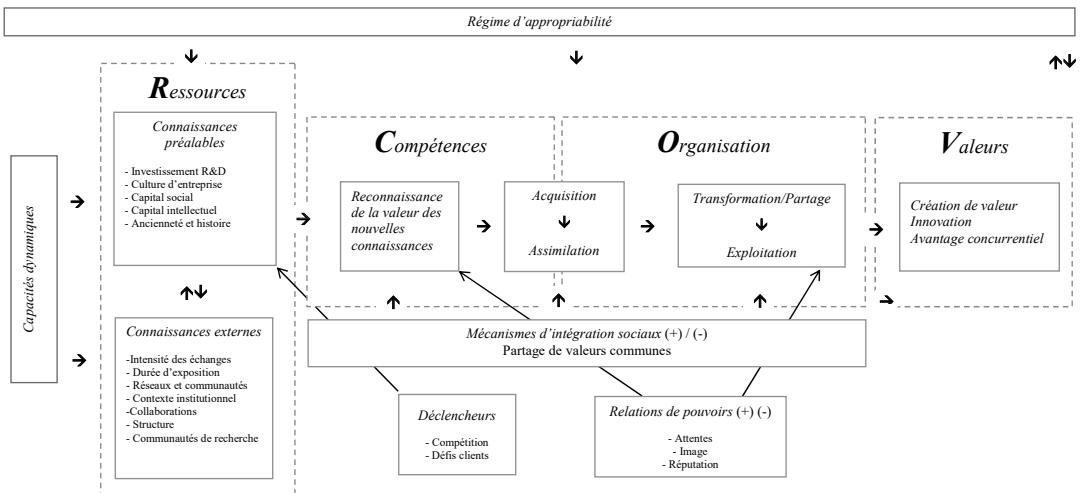 Régime d'appropriabilité
Capacités dynamiques
Ressources
Connaissances
préalables
- Investissement R&D
- Culture d'entreprise
- Capital social
- Capital intellectuel
- Ancienneté et histoire
Connaissances externes
-Intensité des échanges
- Durée d'exposition
- Réseaux et communautés
- Contexte institutionnel
-Collaborations
- Structure
- Communautés de recherche
Compétences
Reconnaissance
de la valeur des
nouvelles
connaissances
Acquisition
Assimilation
Organisation
Transformation/Partage
Exploitation
Valeurs
Création de valeur
Innovation
Avantage concurrentiel
Mécanismes d'intégration sociaux (+) / (-)
Partage de valeurs communes
Déclencheurs
- Compétition
- Défis clients
Relations de pouvoirs (+) (-)
- Attentes
- Image
- Réputation